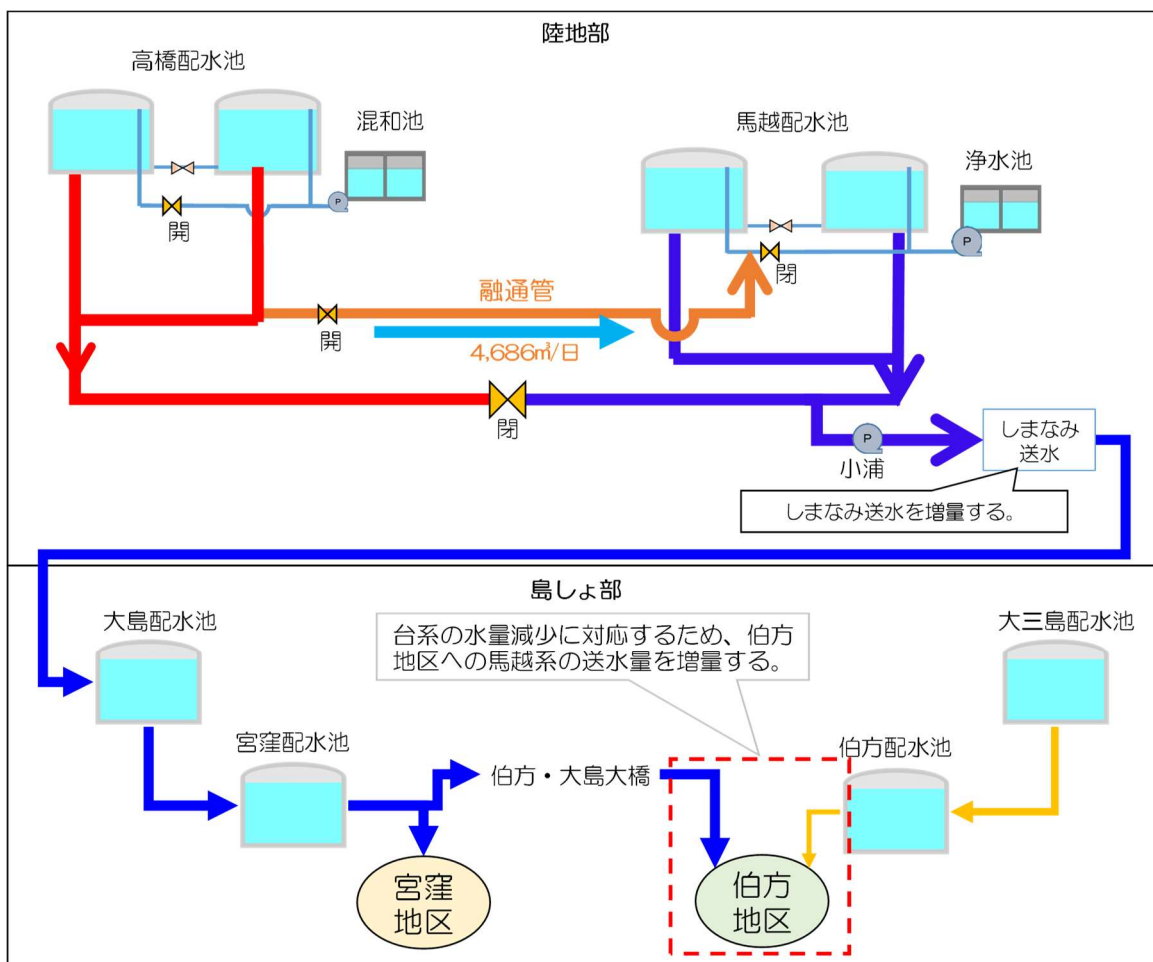 陸地部
高橋配水池
混和池
P
開
馬越配水池
浄水池
P
閉
融通管
開
4,686㎥/日
閉
P
小浦
しまなみ
送水
しまなみ送水を増量する。
島しょ部
大島配水池
台系の水量減少に対応するため、伯方
地区への馬越系の送水量を増量する。
大三島配水池
宮窪配水池
伯方・大島大橋
伯方配水池
宮窪
地区
伯方
地区